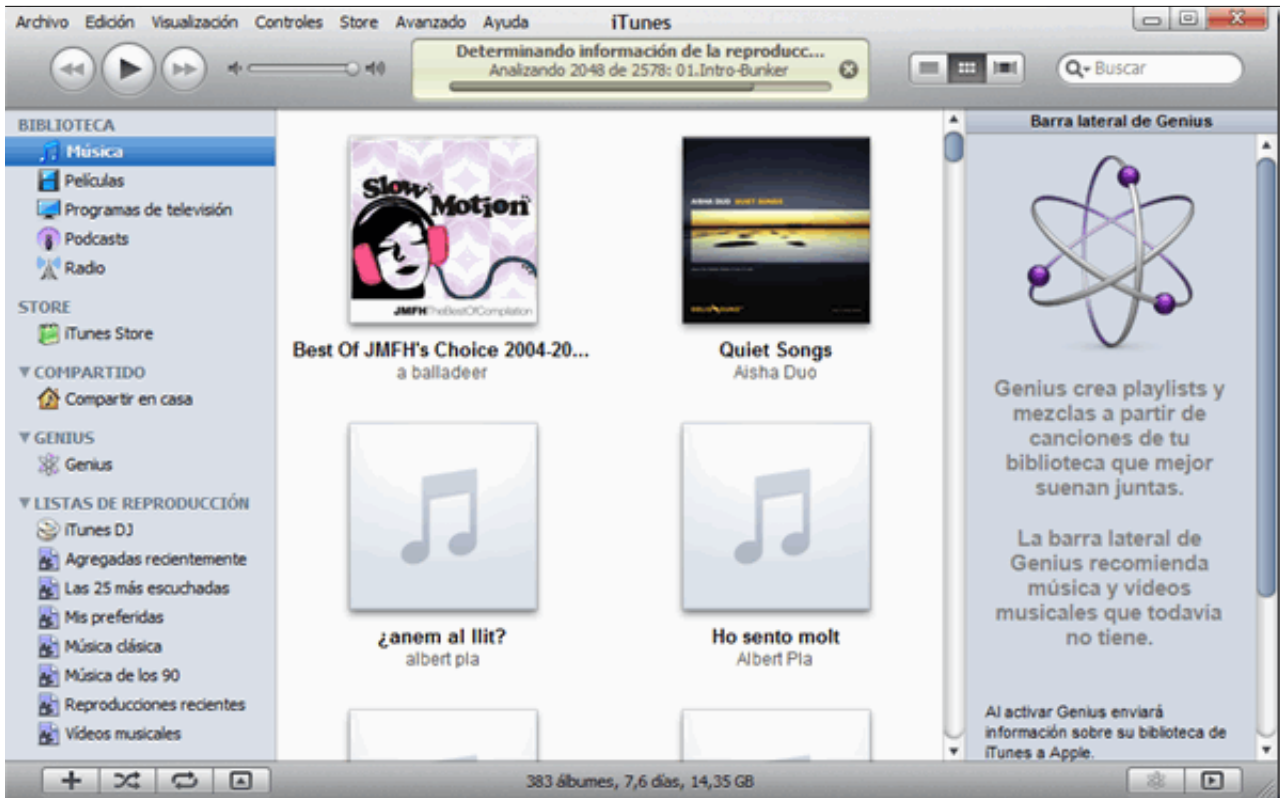 Archivo Edición Visualización Controles Store Avanzado Ayuda iTunes
Determinando información de la reproducc...
Analizando 2048 de 2578: 01.Intro-Bunker
Buscar
BIBLIOTECA
Música
Películas
Programas de televisión
Podcasts
Radio
STORE
iTunes Store
COMPARTIDO
Compartir en casa
GENIUS
Genius
LISTAS DE REPRODUCCIÓN
iTunes DJ
Agregadas recientemente
Las 25 más escuchadas
Mis preferidas
Música clásica
Música de los 90
Reproducciones recientes
Vídeos musicales
Slow Motion
JMFH TheBestOfCompilation
Best Of JMFH's Choice 2004-20...
a balladeer
AISHA DUO QUIET SONGS
Quiet Songs
Aisha Duo
¿anem al llit?
albert pla
Ho sento molt
Albert Pla
Barra lateral de Genius
Genius crea playlists y
mezclas a partir de
canciones de tu
biblioteca que mejor
suenan juntas.
La barra lateral de
Genius recomienda
música y vídeos
musicales que todavía
no tiene.
Al activar Genius enviará
información sobre su biblioteca de
iTunes a Apple.
383 álbumes, 7,6 días, 14,35 GB